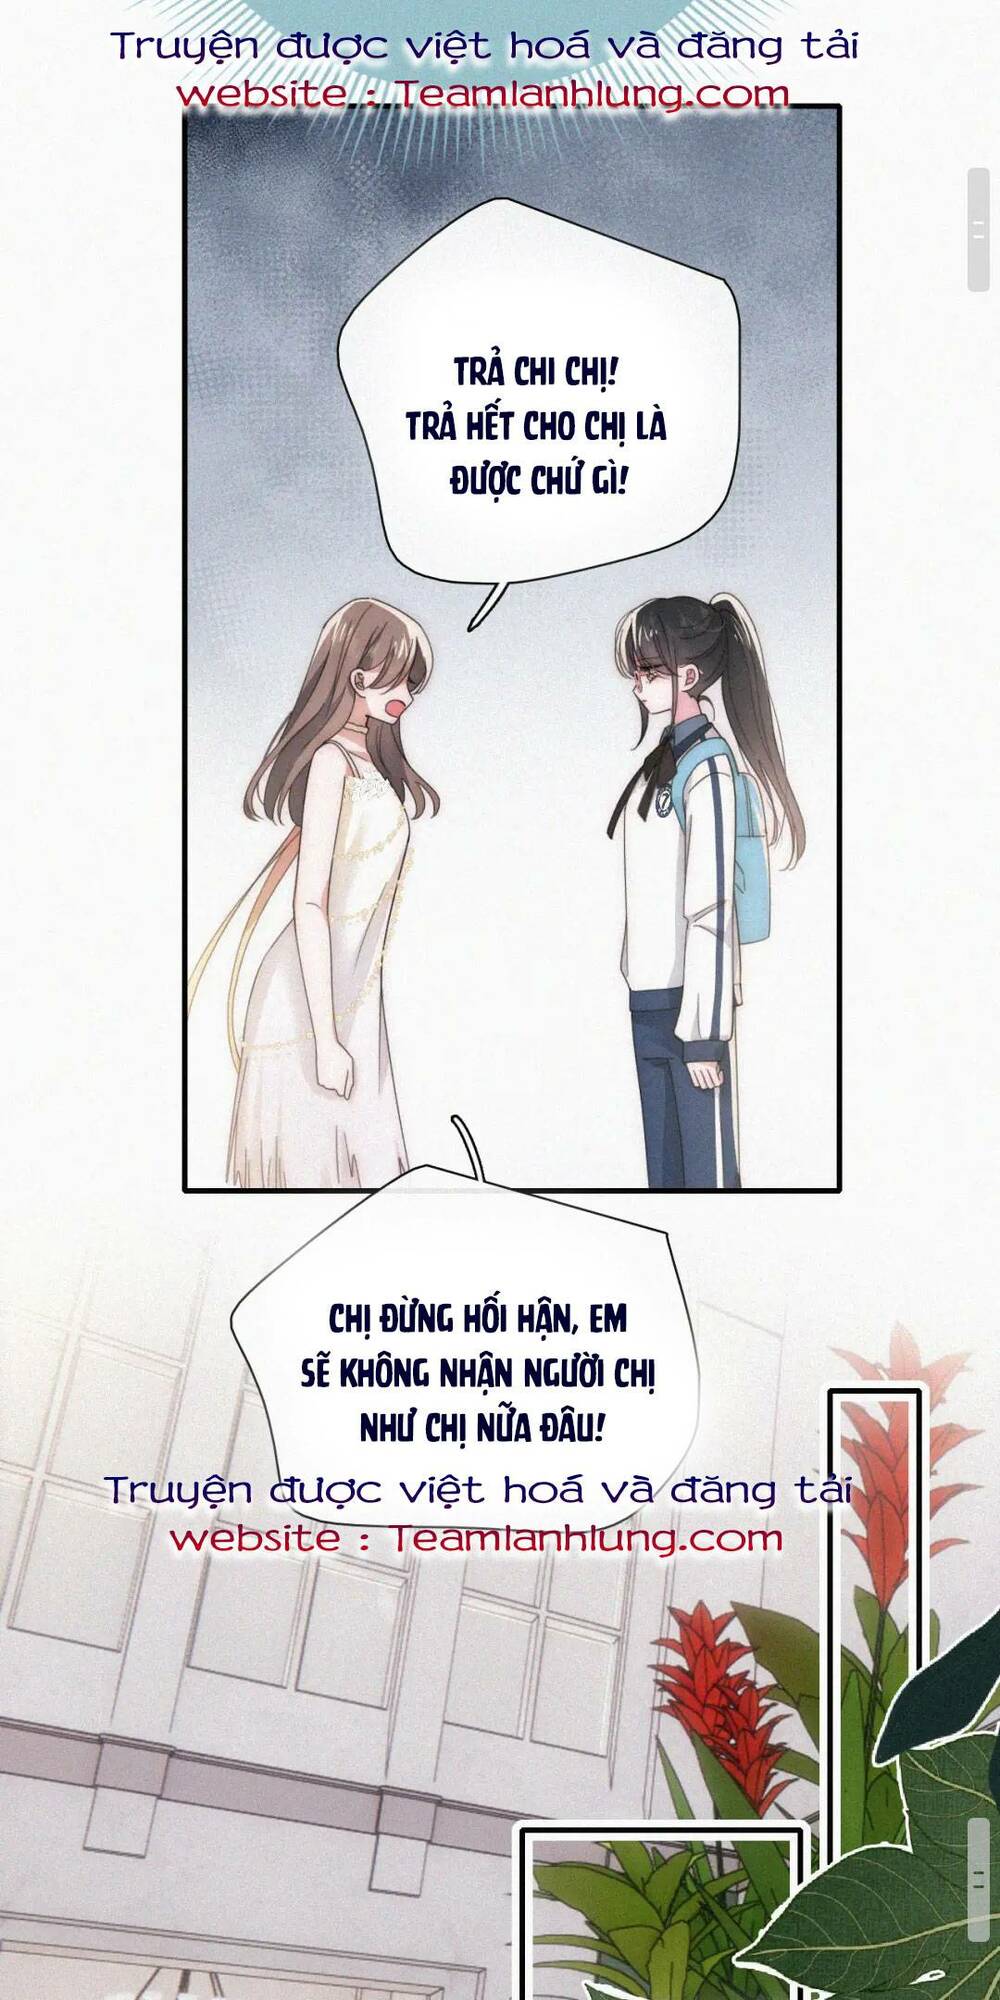 Truyện được việt hoá và đăng tải
website : Teamlanhlung.com
TRẢ CHI CHỊ!
TRẢ HẾT CHO CHỊ LÀ
ĐƯỢC CHỨ GÌ!
CHỊ ĐỪNG HỐI HẬN, EM
SẼ KHÔNG NHẬN NGƯỜI CHỊ
NHƯ CHỊ NỮA ĐÂU!
Truyện được việt hoá và đăng tải
website : Teamlanhlung.com